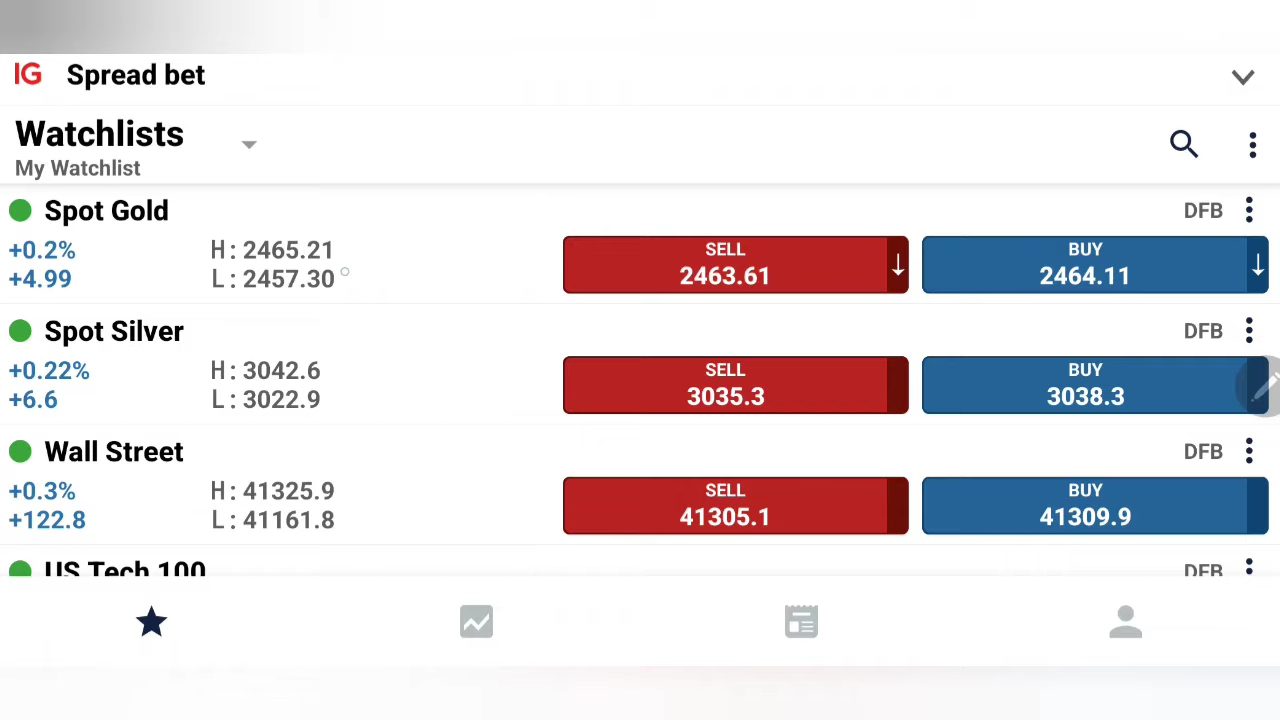 IG Spread bet
Watchlists
My Watchlist
Spot Gold DFB
+0.2% H: 2465.21 SELL BUY
+4.99 L: 2457.30 2463.61 2464.11
Spot Silver DFB
+0.22% H: 3042.6 SELL BUY
+6.6 L: 3022.9 3035.3 3038.3
Wall Street DFB
+0.3% H: 41325.9 SELL BUY
+122.8 L: 41161.8 41305.1 41309.9
US Tech 100 DFB